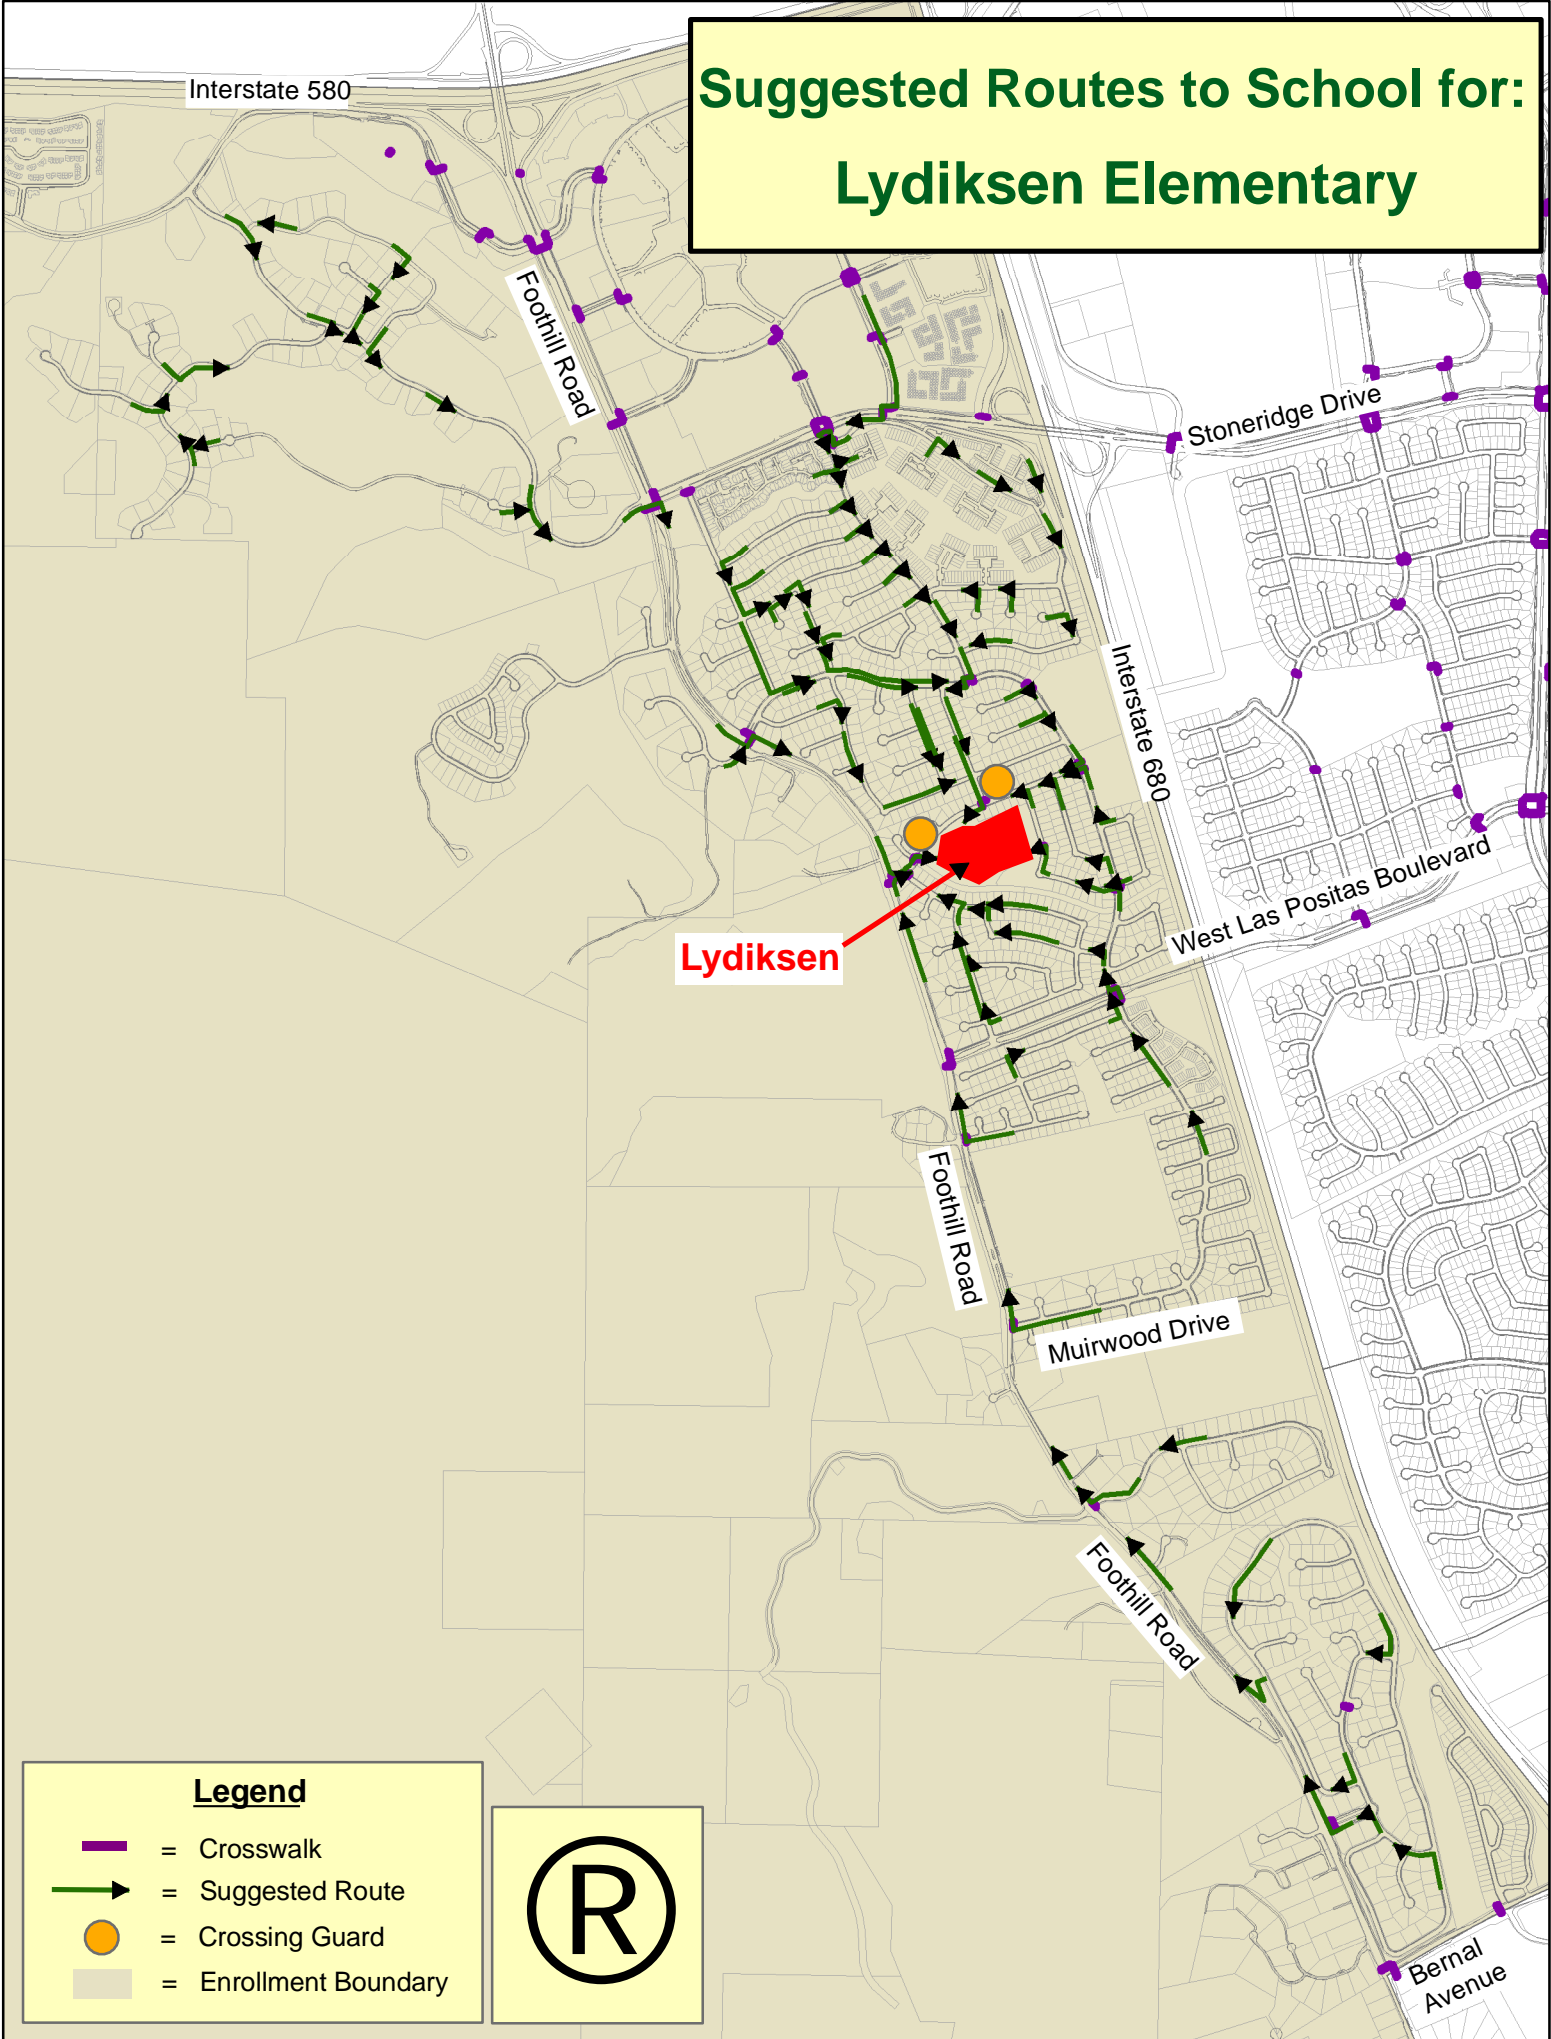 Suggested Routes to School for:
Lydiksen Elementary
Interstate 580
Foothill Road
Stoneridge Drive
Interstate 680
West Las Positas Boulevard
Lydiksen
Foothill Road
Muirwood Drive
Foothill Road
Bernal
Avenue
Legend
= Crosswalk
= Suggested Route
= Crossing Guard
= Enrollment Boundary
®